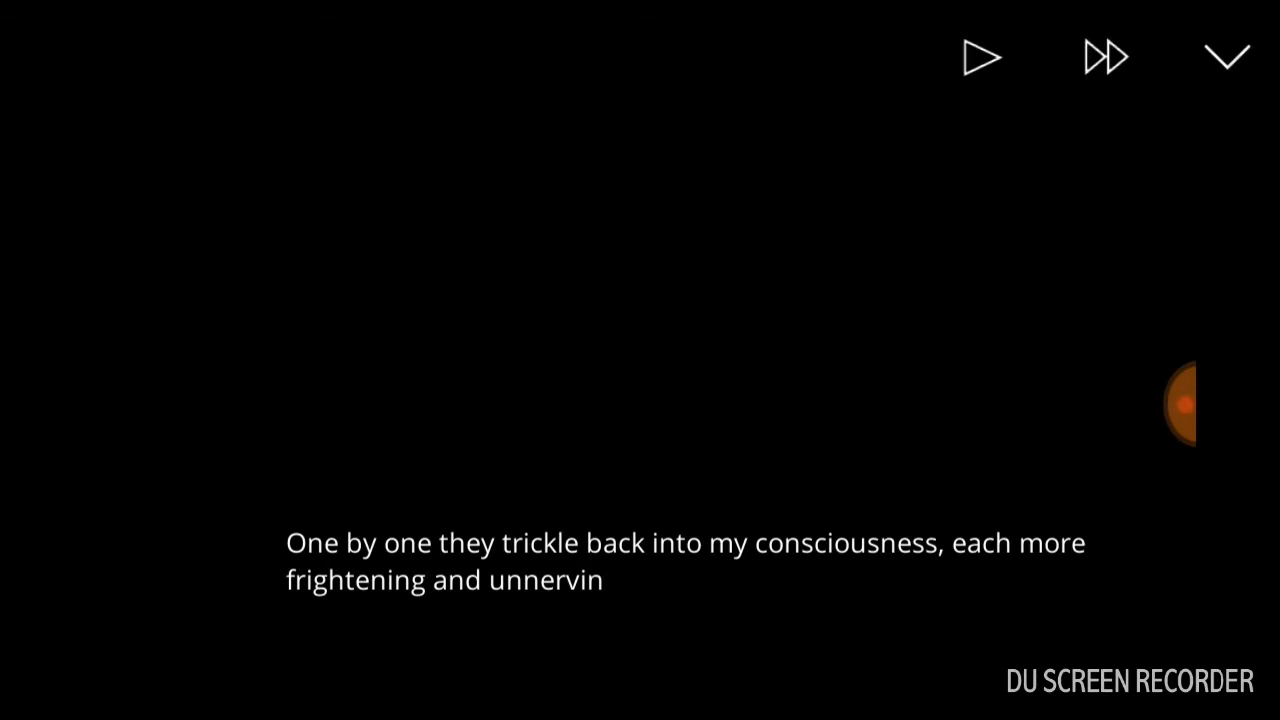 One by one they trickle back into my consciousness, each more
frightening and unnervin
DU SCREEN RECORDER